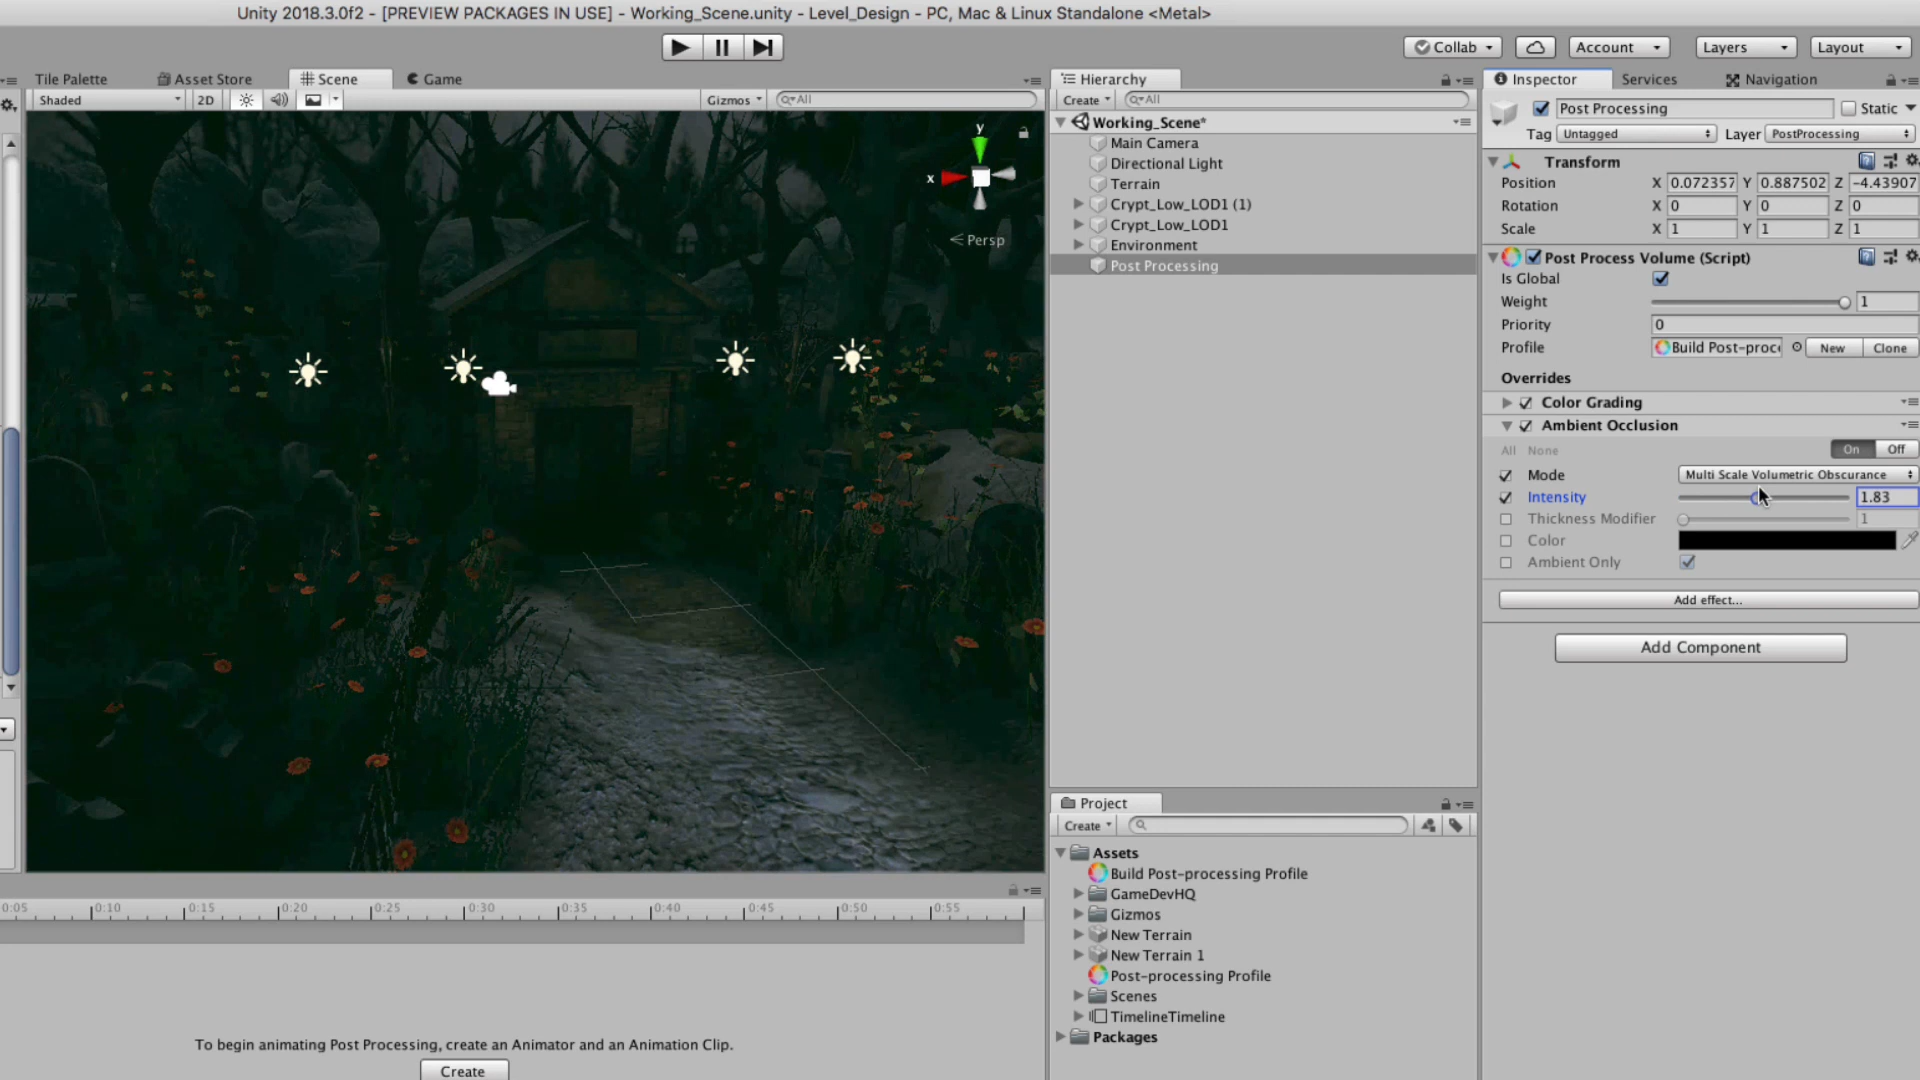 Unity 2018.3.0f2 - [PREVIEW PACKAGES IN USE] - Working_Scene.unity - Level_Design - PC, Mac & Linux Standalone <Metal>
Collab
Account
Layers
Layout
Tile Palette
Asset Store
Scene
Game
Shaded
2D
Gizmos
All
y
x
Persp
Hierarchy
Create
All
Working_Scene*
Main Camera
Directional Light
Terrain
Crypt_Low_LOD1 (1)
Crypt_Low_LOD1
Environment
Post Processing
Inspector
Services
Navigation
Post Processing
Static
Tag Untagged Layer PostProcessing
Transform
Position X 0.072357 Y 0.887502 Z -4.43907
Rotation X 0 Y 0 Z 0
Scale X 1 Y 1 Z 1
Post Process Volume (Script)
Is Global
Weight 1
Priority 0
Profile Build Post-proce New Clone
Overrides
Color Grading
Ambient Occlusion
All None On Off
Mode Multi Scale Volumetric Obscurance
Intensity 1.83
Thickness Modifier 1
Color
Ambient Only
Add effect...
Add Component
Project
Create
Assets
Build Post-processing Profile
GameDevHQ
Gizmos
New Terrain
New Terrain 1
Post-processing Profile
Scenes
TimelineTimeline
Packages
0:05 0:10 0:15 0:20 0:25 0:30 0:35 0:40 0:45 0:50 0:55
To begin animating Post Processing, create an Animator and an Animation Clip.
Create